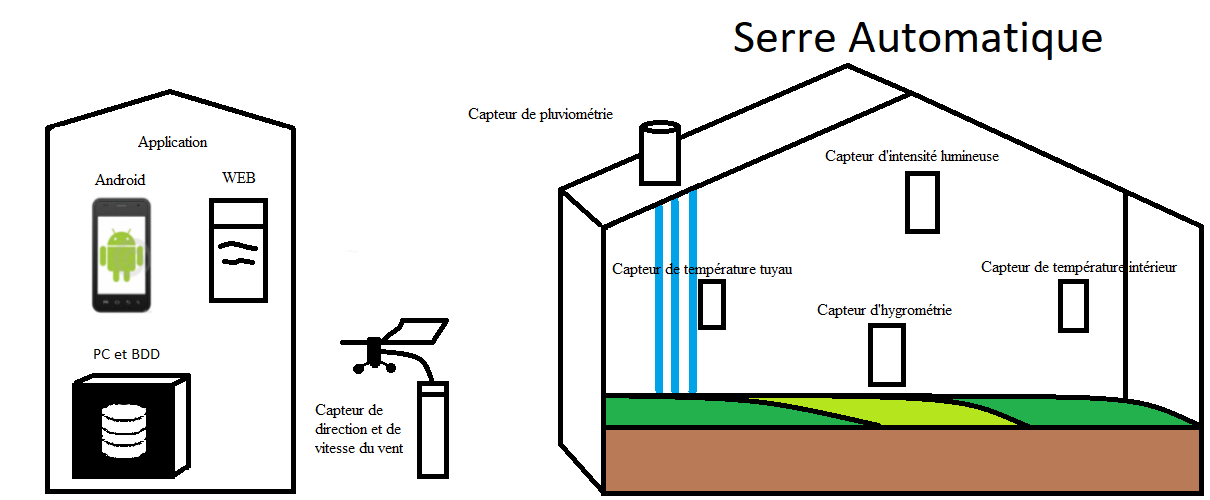 Serre Automatique
Application
Android
WEB
PC et BDD
Capteur de
direction et de
vitesse du vent
Capteur de pluviométrie
Capteur d'intensité lumineuse
Capteur de température tuyau
Capteur de température intérieur
Capteur d'hygrométrie